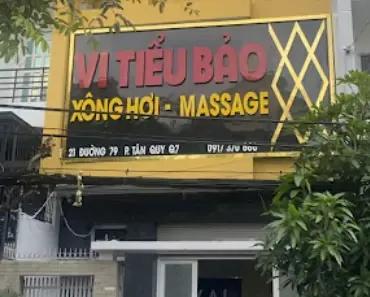 VI TIỂU BẢO
XÔNG HƠI - MASSAGE
21 ĐƯỜNG 79 P. TÂN QUY Q7